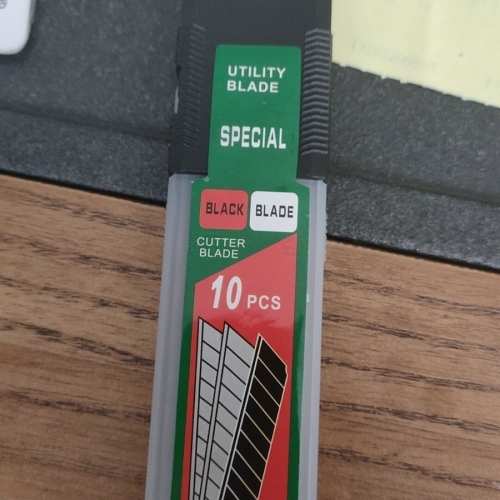 UTILITY
BLADE
SPECIAL
BLACK BLADE
CUTTER
BLADE
10 PCS